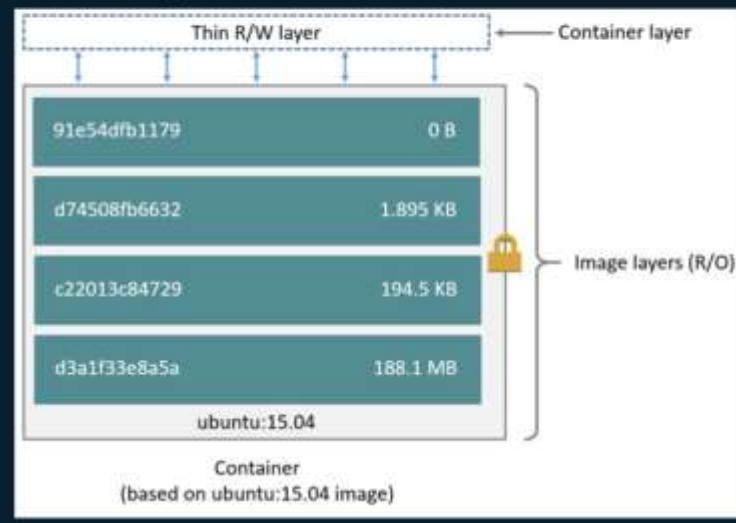 Thin R/W layer
Container layer
91e54dfb1179 0 B
d74508fb6632 1.895 KB
c22013c84729 194.5 KB
Image layers (R/O)
d3a1f33e8a5a 188.1 MB
ubuntu:15.04
Container
(based on ubuntu:15.04 image)